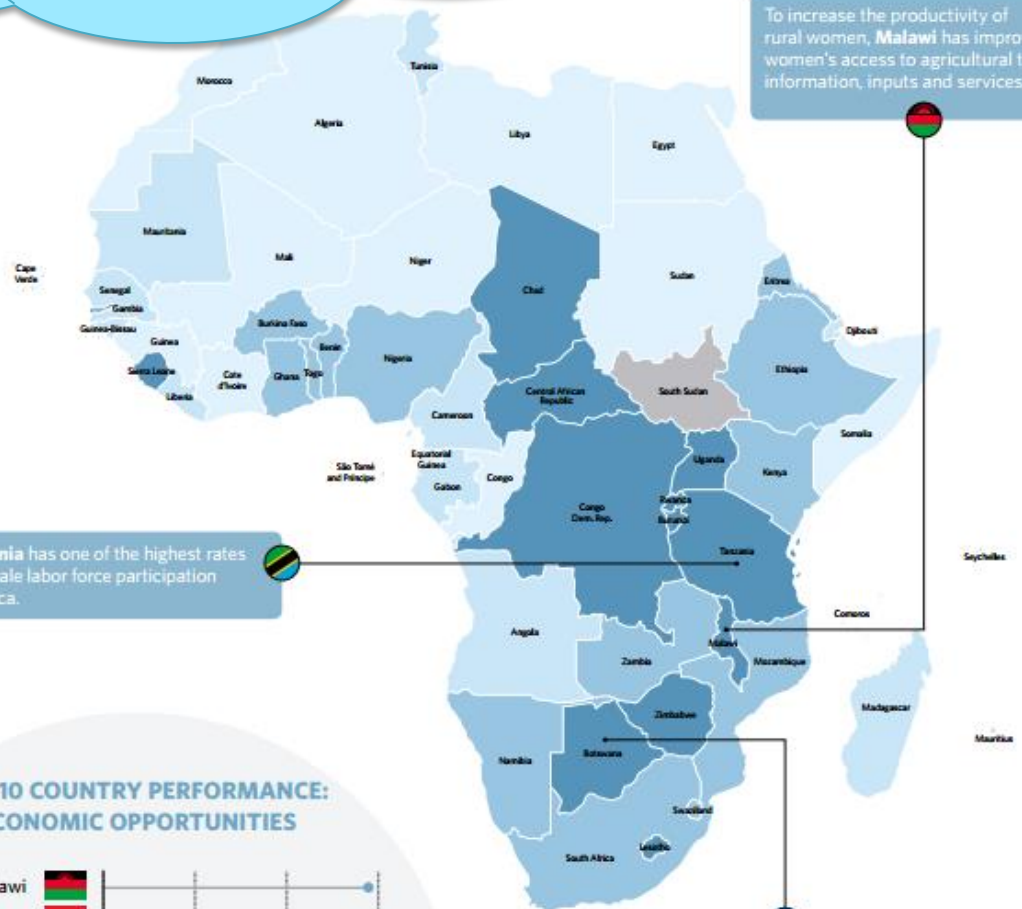 To increase the productivity of
rural women, Malawi has impro
women's access to agricultural t
information, inputs and services
Tunisia
Morocco
Algeria
Libya
Egypt
Mauritania
Mali
Niger
Chad
Sudan
Eritrea
Cape
Verde
Senegal
Gambia
Guinea-Bissau
Guinea
Sierra Leone
Liberia
Cote
d'Ivoire
Burkina Faso
Ghana
Togo
Benin
Nigeria
Djibouti
Ethiopia
Central African
Republic
South Sudan
Cameroon
Somalia
Equatorial
Guinea
São Tomé
and Príncipe
Gabon
Congo
Uganda
Kenya
Congo
Dem. Rep.
Rwanda
Burundi
Tanzania
Seychelles
nia has one of the highest rates
ale labor force participation
ca.
Comoros
Angola
Malawi
Zambia
Mozambique
Madagascar
Zimbabwe
Mauritius
Namibia
Botswana
Swaziland
Lesotho
South Africa
10 COUNTRY PERFORMANCE:
CONOMIC OPPORTUNITIES
awi